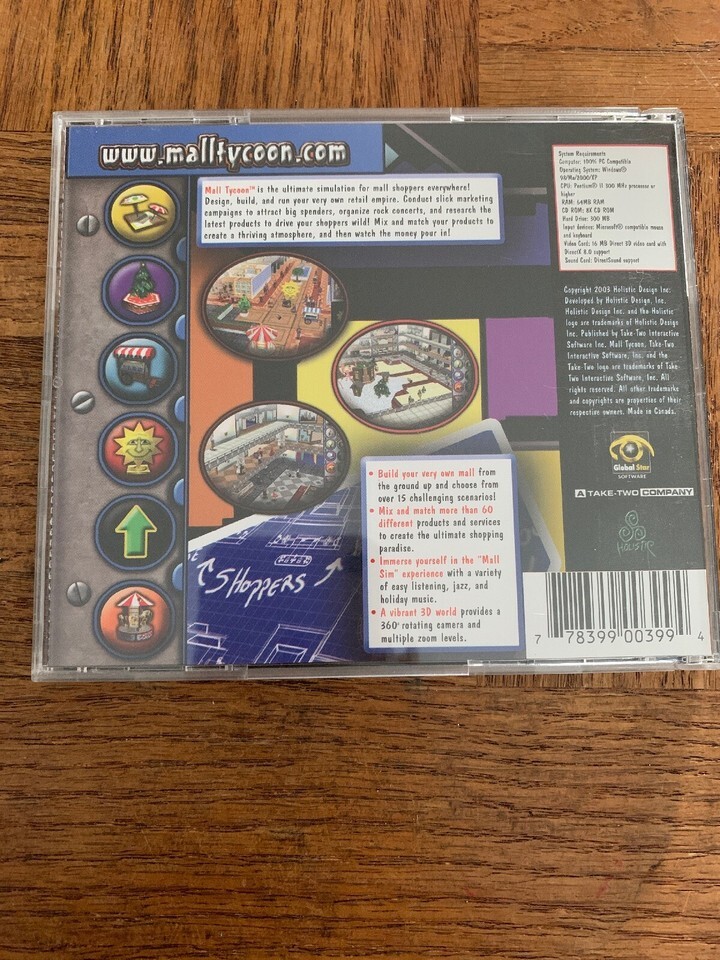 www.malltycoon.com
Mall Tycoon™ is the ultimate simulation for mall shoppers everywhere!
Design, build, and run your very own retail empire. Conduct slick marketing
campaigns to attract big spenders, organize rock concerts, and research the
latest products to drive your shoppers wild! Mix and match your products to
create a thriving atmosphere, and then watch the money pour in!
System Requirements
Computer: 100% PC Compatible
Operating System: Windows®
98/Me/2000/XP
CPU: Pentium® II 300 MHz processor or
higher
RAM: 64MB RAM
CD ROM: 8X CD ROM
Hard Drive: 300 MB
Input devices: Microsoft® compatible mouse
and keyboard
Video Card: 16 MB Direct 3D video card with
DirectX 8.0 support
Sound Card: DirectSound support
Copyright 2003 Holistic Design Inc.
Developed by Holistic Design, Inc.
Holistic Design Inc. and the Holistic
logo are trademarks of Holistic Design
Inc. Published by Take-Two Interactive
Software Inc. Mall Tycoon, Take-Two
Interactive Software, Inc. and the
Take-Two logo are trademarks of Take-
Two Interactive Software, Inc. All
rights reserved. All other trademarks
and copyrights are properties of their
respective owners. Made in Canada.
Global Star
SOFTWARE
A TAKE-TWO COMPANY
HOLISTIC
• Build your very own mall from
the ground up and choose from
over 15 challenging scenarios!
• Mix and match more than 60
different products and services
to create the ultimate shopping
paradise.
• Immerse yourself in the "Mall
Sim" experience with a variety
of easy listening, jazz, and
holiday music.
• A vibrant 3D world provides a
360° rotating camera and
multiple zoom levels.
SHOPPERS
7 78399 00399 4